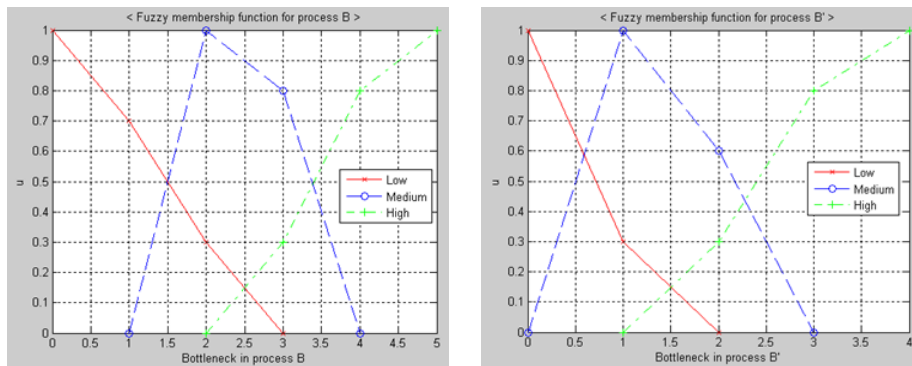 < Fuzzy membership function for process B >
1
0.9
0.8
0.7
0.6
0.5
0.4
0.3
0.2
0.1
0
u
0 0.5 1 1.5 2 2.5 3 3.5 4 4.5 5
Bottleneck in process B
Low
Medium
High
< Fuzzy membership function for process B' >
1
0.9
0.8
0.7
0.6
0.5
0.4
0.3
0.2
0.1
0
u
0 0.5 1 1.5 2 2.5 3 3.5 4
Bottleneck in process B'
Low
Medium
High